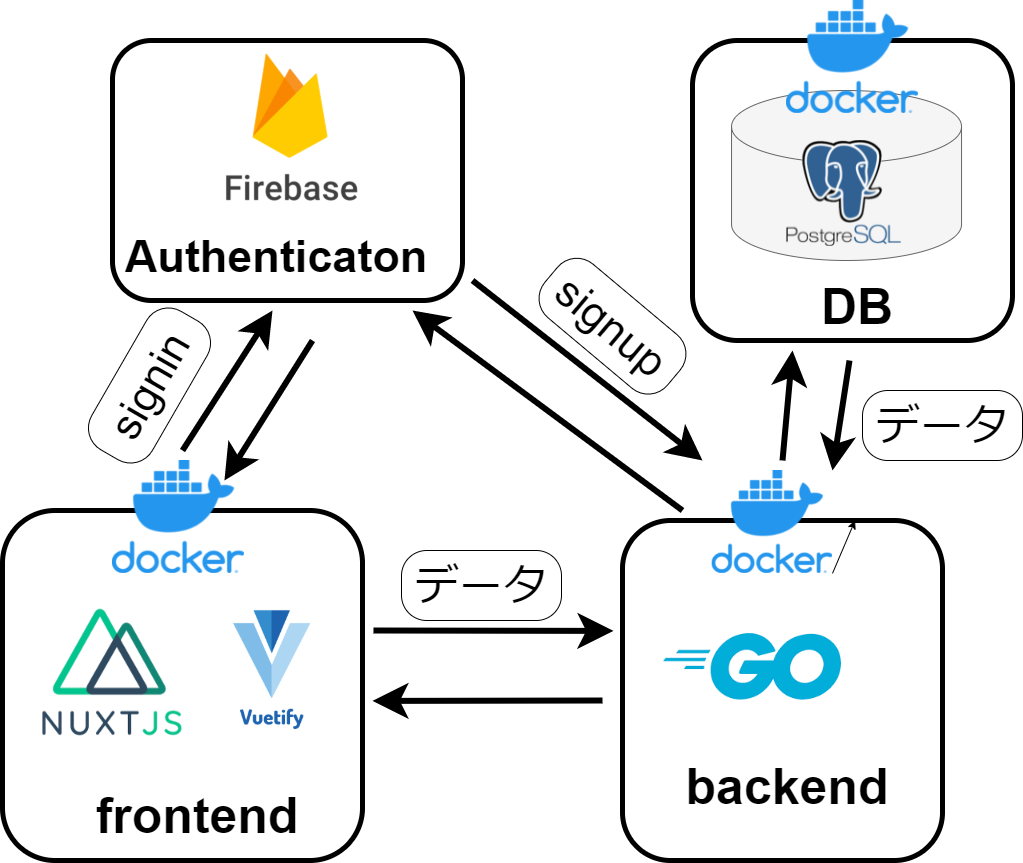 docker
Firebase
Authenticaton
PostgreSQL
DB
signin
signup
データ
docker
NUXTJS
Vuetify
frontend
データ
docker
GO
backend